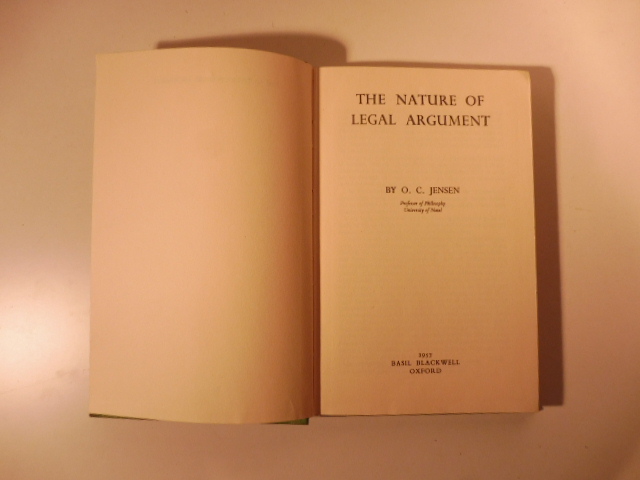 THE NATURE OF
LEGAL ARGUMENT
BY O. C. JENSEN
Professor of Philosophy
University of Natal
1957
BASIL BLACKWELL
OXFORD